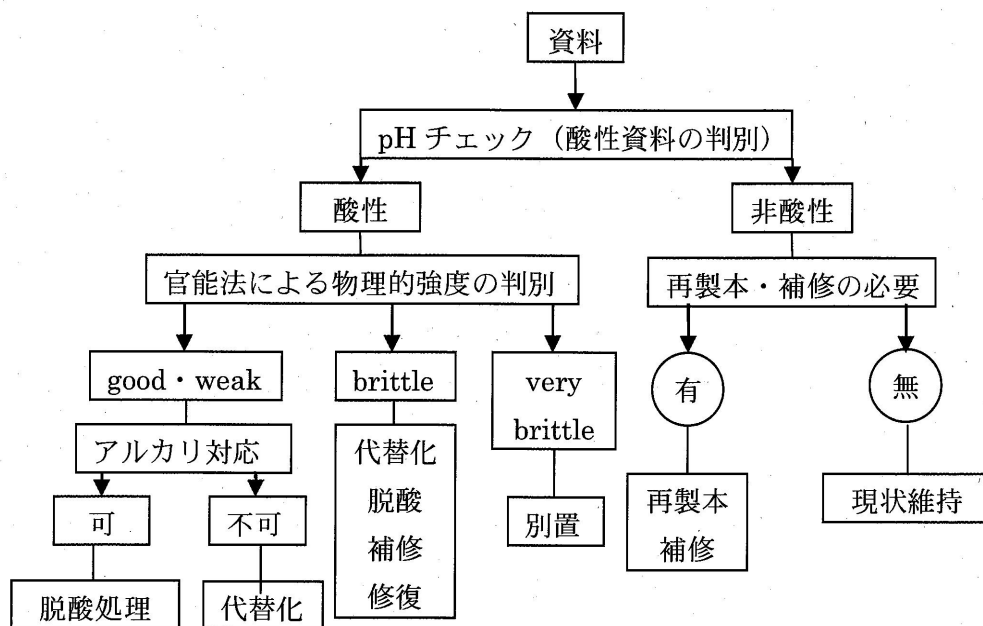 資料
pH チェック（酸性資料の判別）
酸性
非酸性
官能法による物理的強度の判別
再製本・補修の必要
good・weak
brittle
very
brittle
有
無
アルカリ対応
代替化
脱酸
補修
修復
可
不可
別置
再製本
補修
現状維持
脱酸処理
代替化